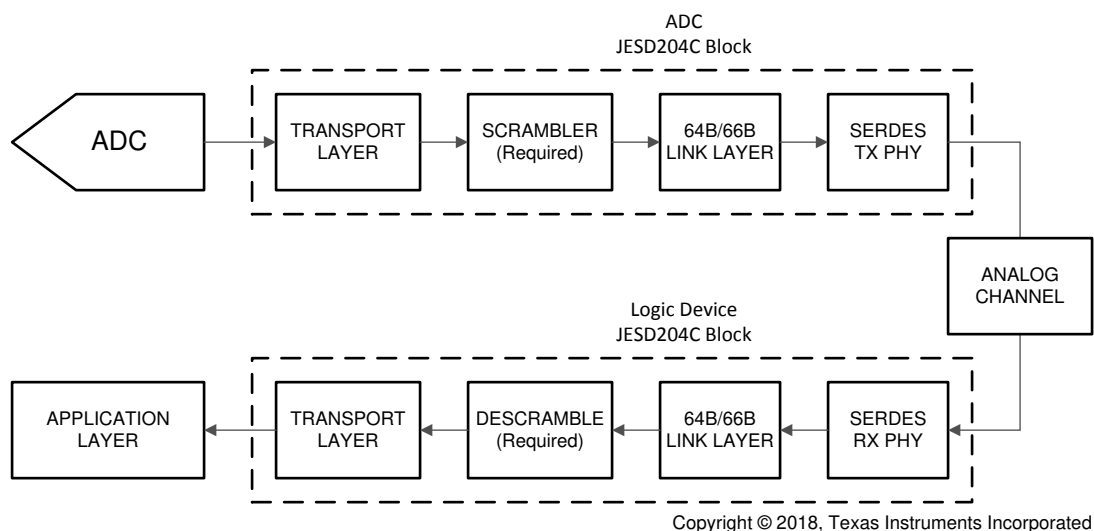 ADC
JESD204C Block
ADC
TRANSPORT
LAYER
SCRAMBLER
(Required)
64B/66B
LINK LAYER
SERDES
TX PHY
ANALOG
CHANNEL
Logic Device
JESD204C Block
APPLICATION
LAYER
TRANSPORT
LAYER
DESCRAMBLE
(Required)
64B/66B
LINK LAYER
SERDES
RX PHY
Copyright © 2018, Texas Instruments Incorporated